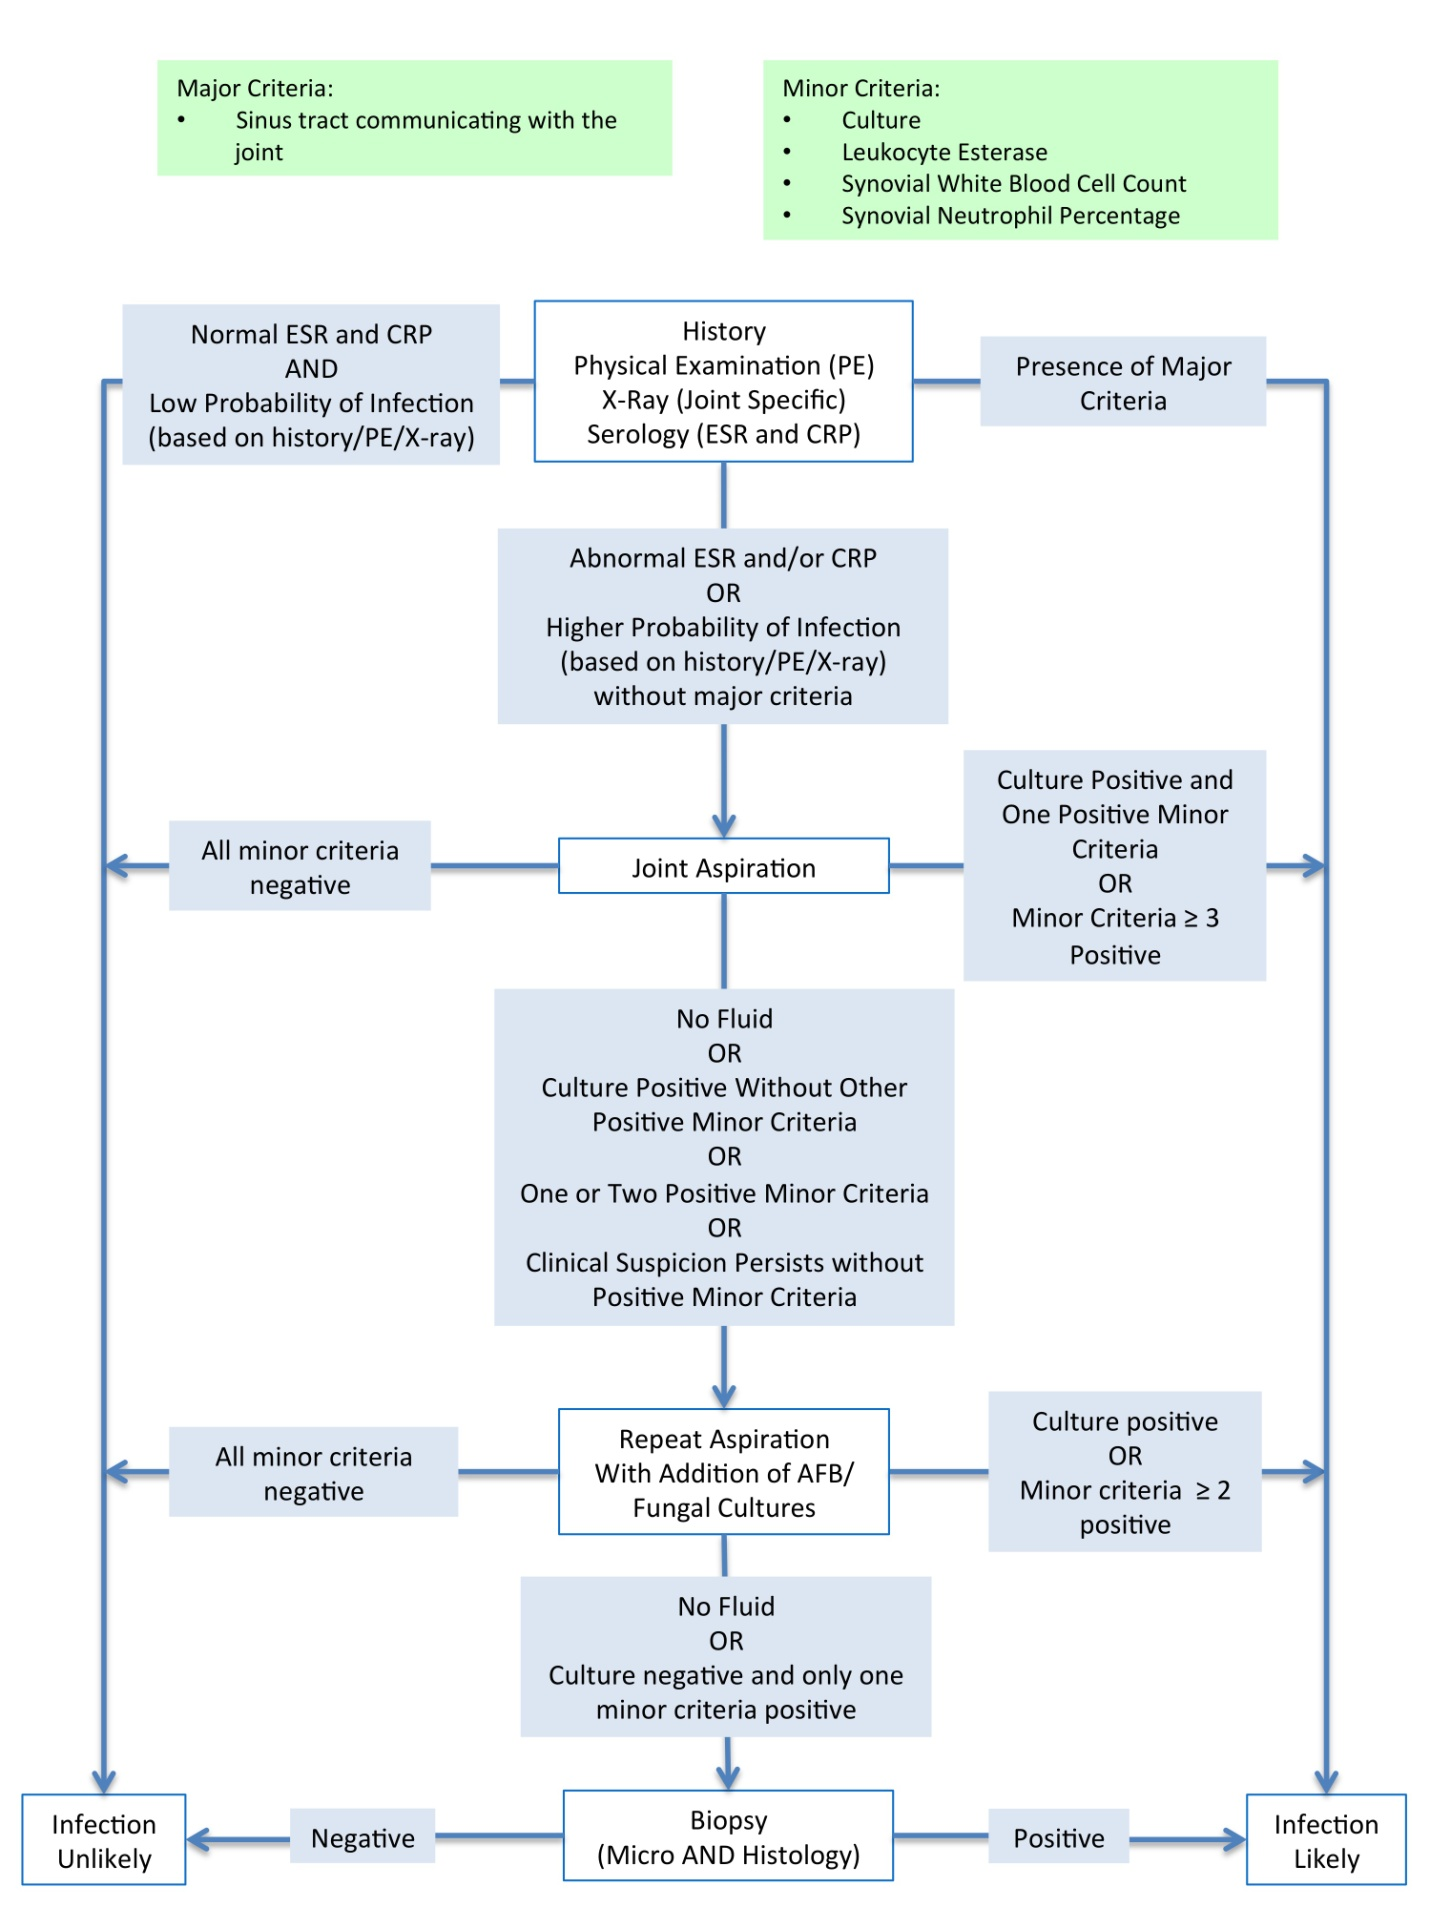 Major Criteria:
• Sinus tract communicating with the
joint
Minor Criteria:
• Culture
• Leukocyte Esterase
• Synovial White Blood Cell Count
• Synovial Neutrophil Percentage
Normal ESR and CRP
AND
Low Probability of Infection
(based on history/PE/X-ray)
History
Physical Examination (PE)
X-Ray (Joint Specific)
Serology (ESR and CRP)
Presence of Major
Criteria
Abnormal ESR and/or CRP
OR
Higher Probability of Infection
(based on history/PE/X-ray)
without major criteria
All minor criteria
negative
Joint Aspiration
Culture Positive and
One Positive Minor
Criteria
OR
Minor Criteria ≥ 3
Positive
No Fluid
OR
Culture Positive Without Other
Positive Minor Criteria
OR
One or Two Positive Minor Criteria
OR
Clinical Suspicion Persists without
Positive Minor Criteria
All minor criteria
negative
Repeat Aspiration
With Addition of AFB/
Fungal Cultures
Culture positive
OR
Minor criteria ≥ 2
positive
No Fluid
OR
Culture negative and only one
minor criteria positive
Infection
Unlikely
Negative
Biopsy
(Micro AND Histology)
Positive
Infection
Likely